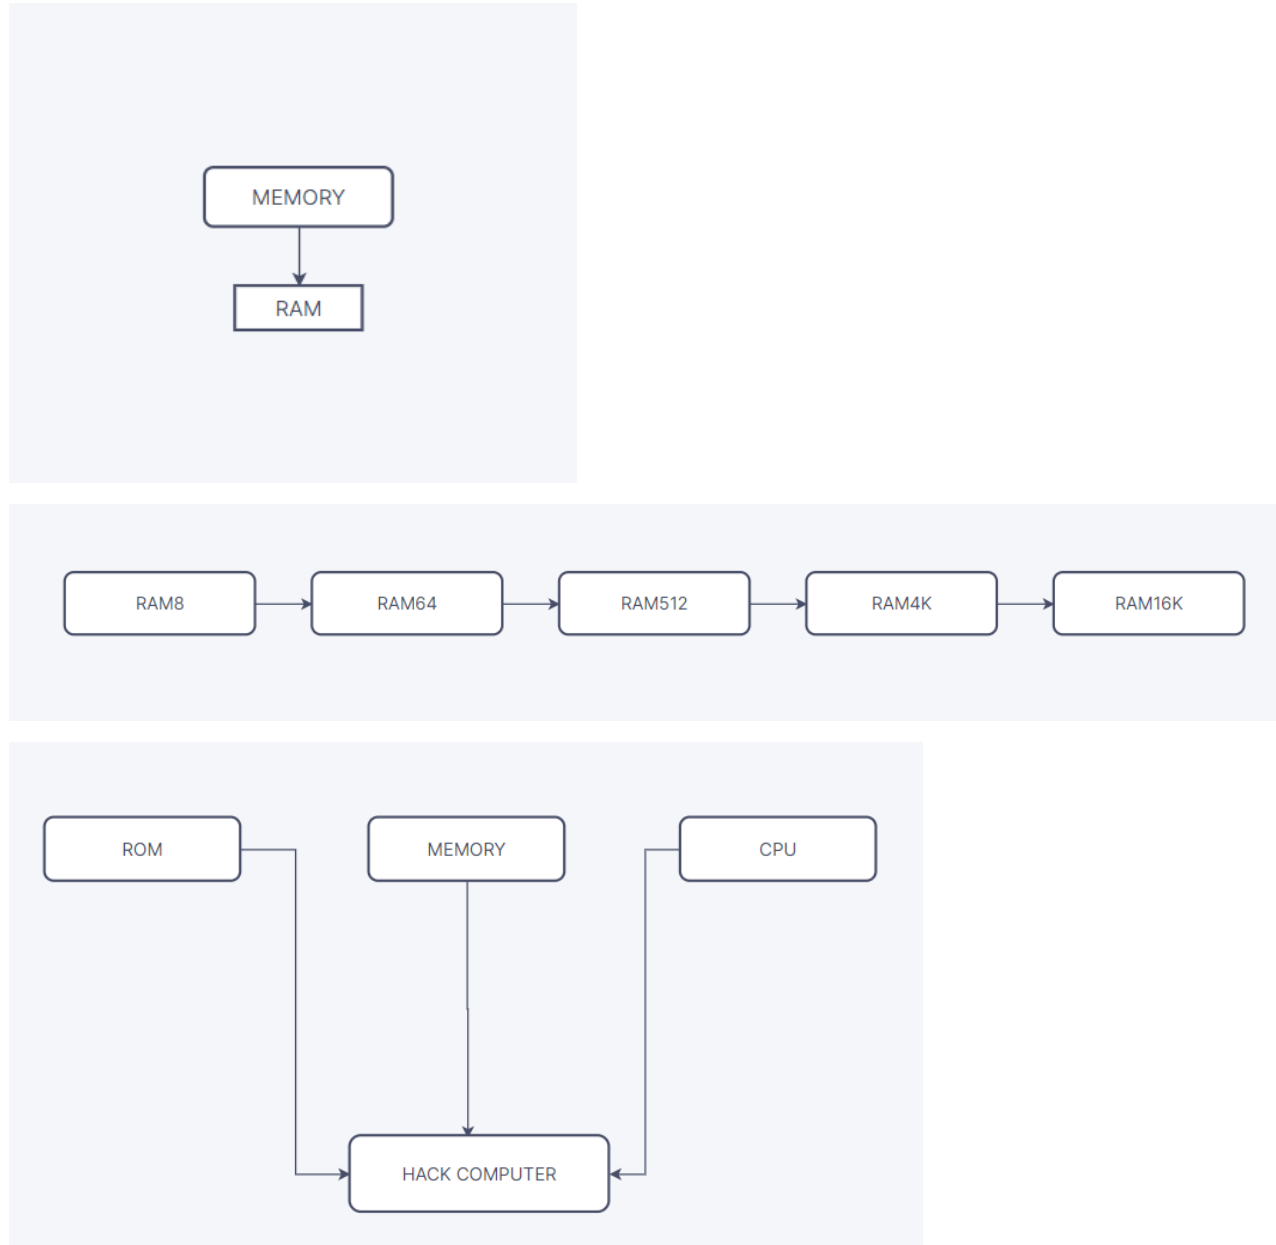 MEMORY
RAM
RAM8
RAM64
RAM512
RAM4K
RAM16K
ROM
MEMORY
CPU
HACK COMPUTER